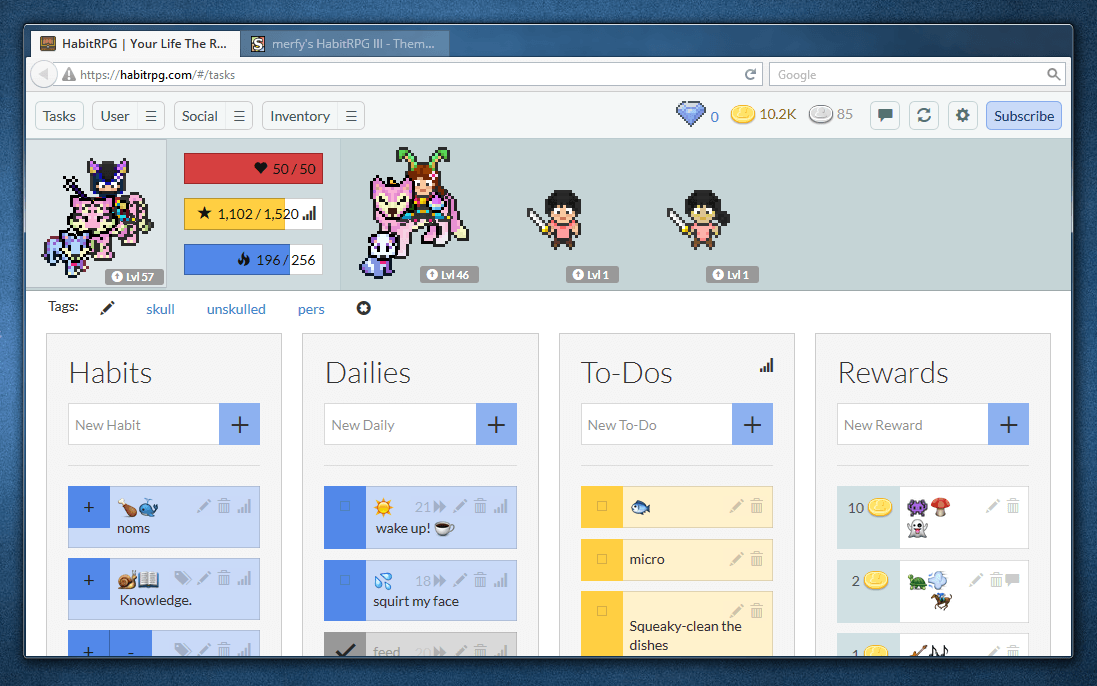 HabitRPG | Your Life The R...
merfy's HabitRPG III - Them...
https://habitrpg.com/#/tasks
Google
Tasks
User
Social
Inventory
0
10.2K
85
Subscribe
50 / 50
1,102 / 1,520
196 / 256
Lvl 57
Lvl 46
Lvl 1
Lvl 1
Tags:
skull
unskulled
pers
Habits
New Habit
+
+
noms
+
Knowledge.
+ -
Dailies
New Daily
+
21
wake up!
18
squirt my face
feed
20
To-Dos
New To-Do
+
micro
Squeaky-clean the
dishes
Rewards
New Reward
+
10
2
1